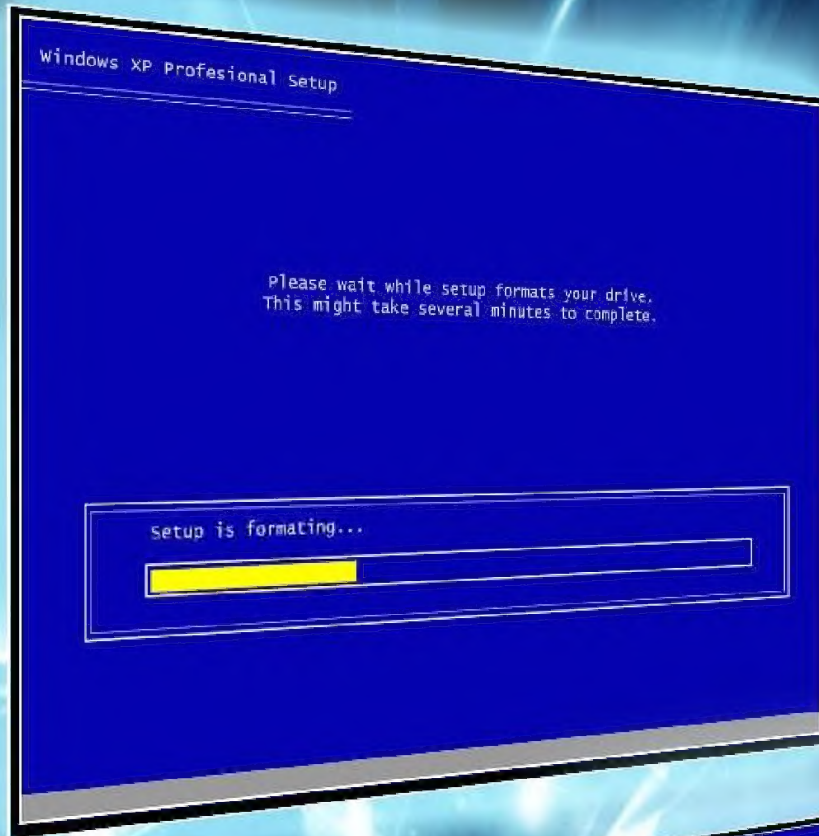 Windows XP Profesional Setup
Please wait while setup formats your drive.
This might take several minutes to complete.
Setup is formating...